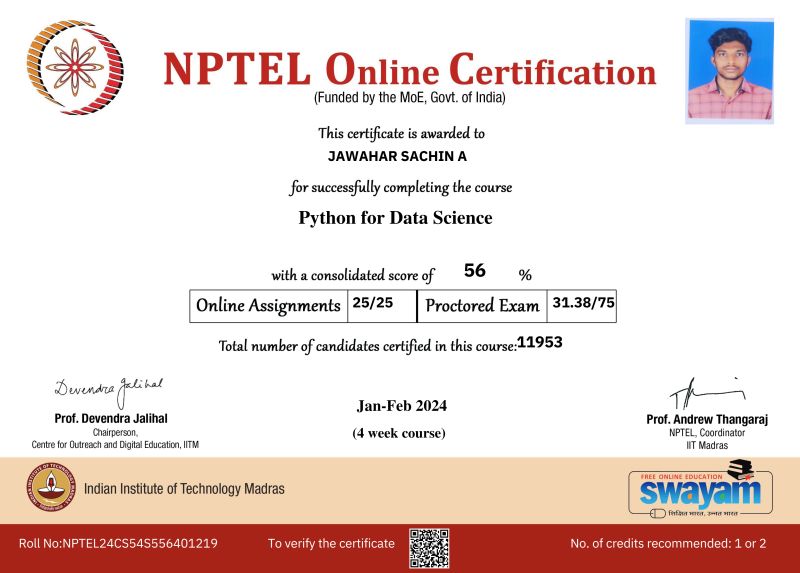 NPTEL Online Certification
(Funded by the MoE, Govt. of India)
This certificate is awarded to
JAWAHAR SACHIN A
for successfully completing the course
Python for Data Science
with a consolidated score of 56 %
Online Assignments 25/25 Proctored Exam 31.38/75
Total number of candidates certified in this course:11953
Devendra Jalihal
Prof. Devendra Jalihal
Chairperson,
Centre for Outreach and Digital Education, IITM
Jan-Feb 2024
(4 week course)
Prof. Andrew Thangaraj
NPTEL, Coordinator
IIT Madras
Indian Institute of Technology Madras
FREE ONLINE EDUCATION
swayam
शिक्षित भारत, उन्नत भारत
Roll No:NPTEL24CS54S556401219
To verify the certificate
No. of credits recommended: 1 or 2